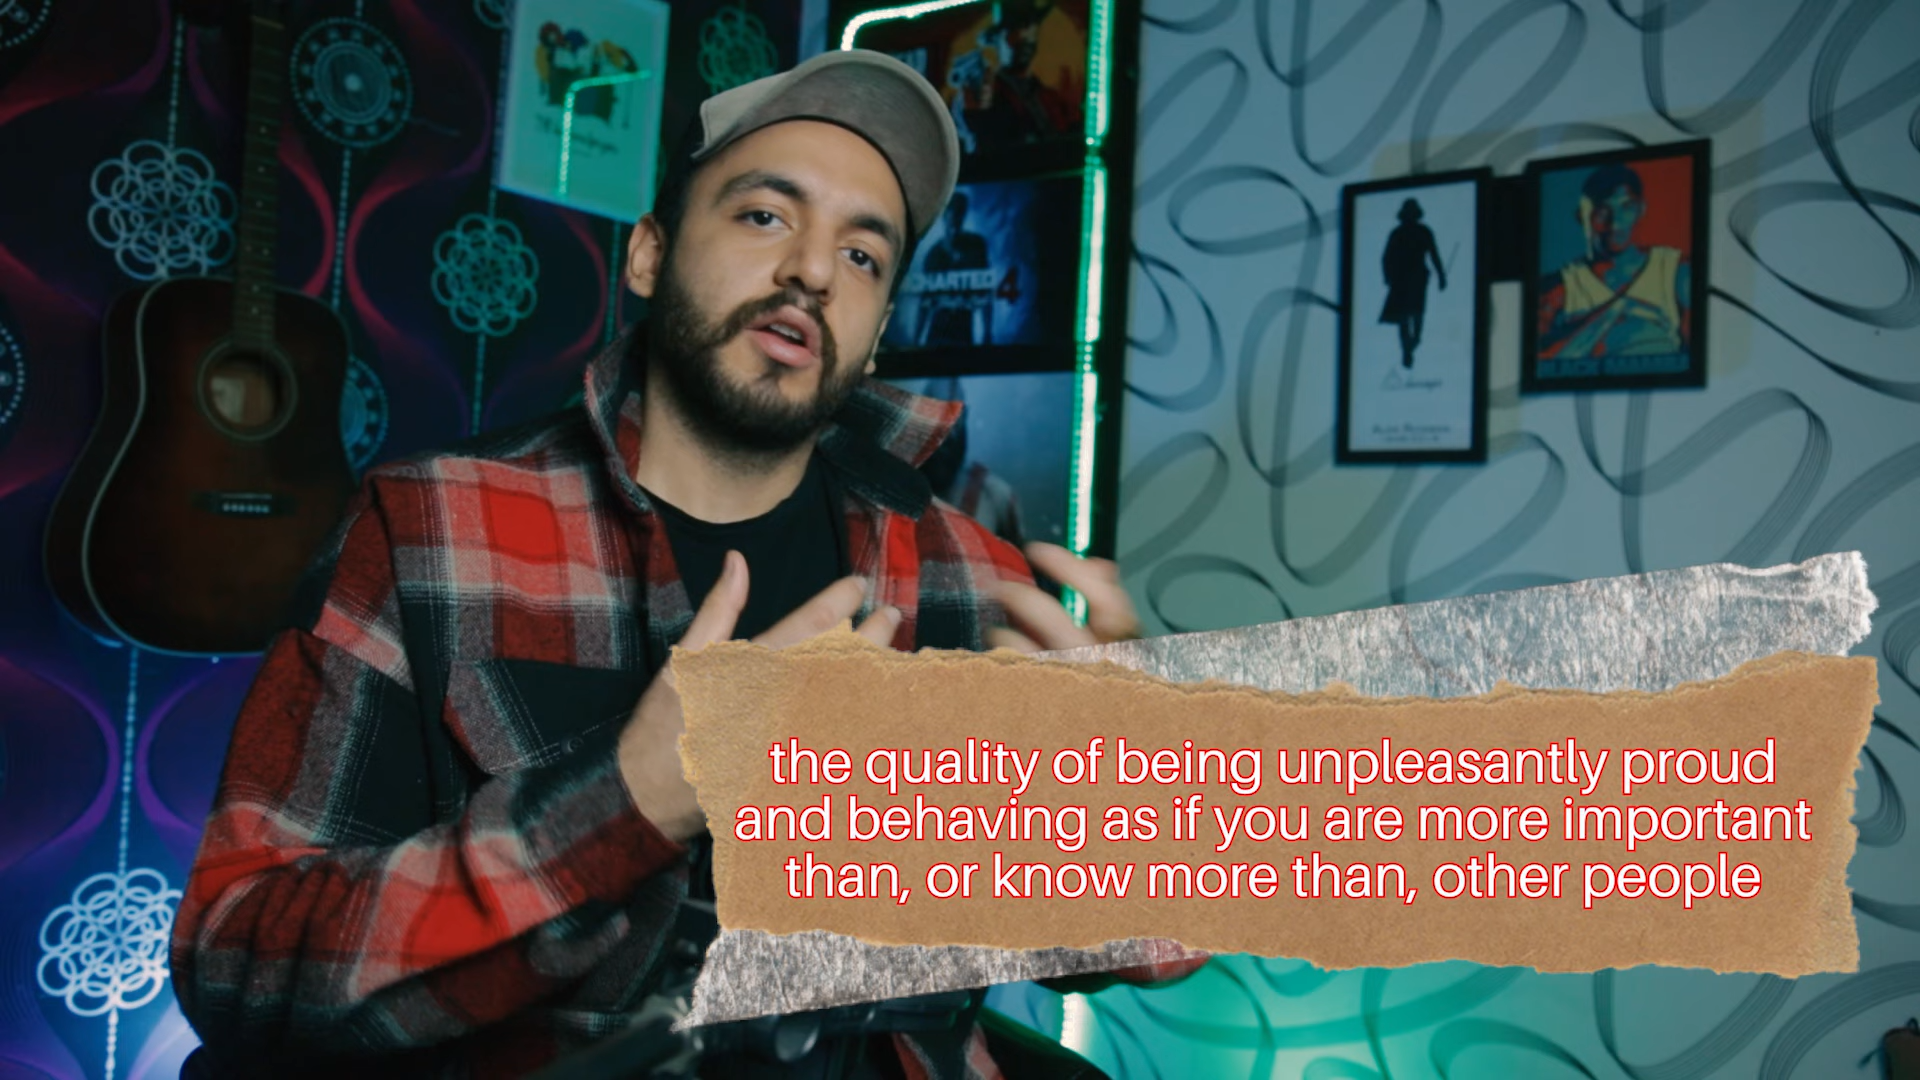 UNCHARTED 4
the quality of being unpleasantly proud
and behaving as if you are more important
than, or know more than, other people